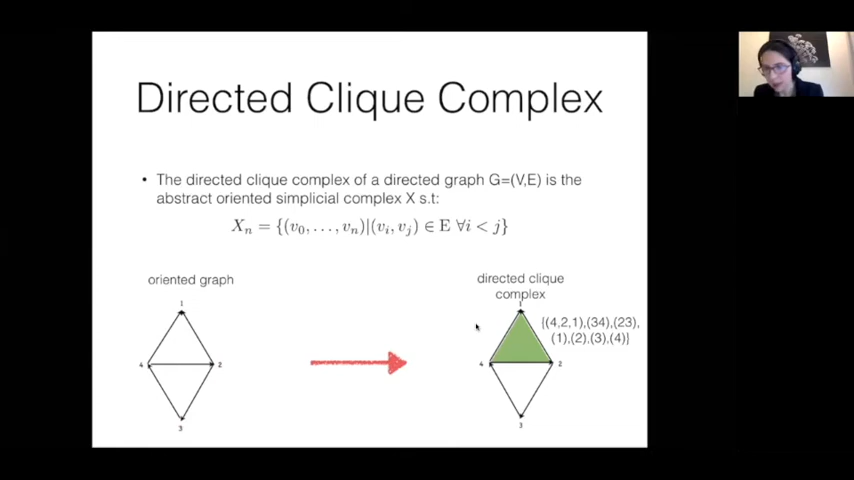 Directed Clique Complex
• The directed clique complex of a directed graph G=(V,E) is the
abstract oriented simplicial complex X s.t:
Xₙ = {(v₀, . . . , vₙ)|(vᵢ, vⱼ) ∈ E ∀i < j}
oriented graph
directed clique
complex
1
4
2
3
1
{(4,2,1),(34),(23),
(1),(2),(3),(4)}
4
2
3